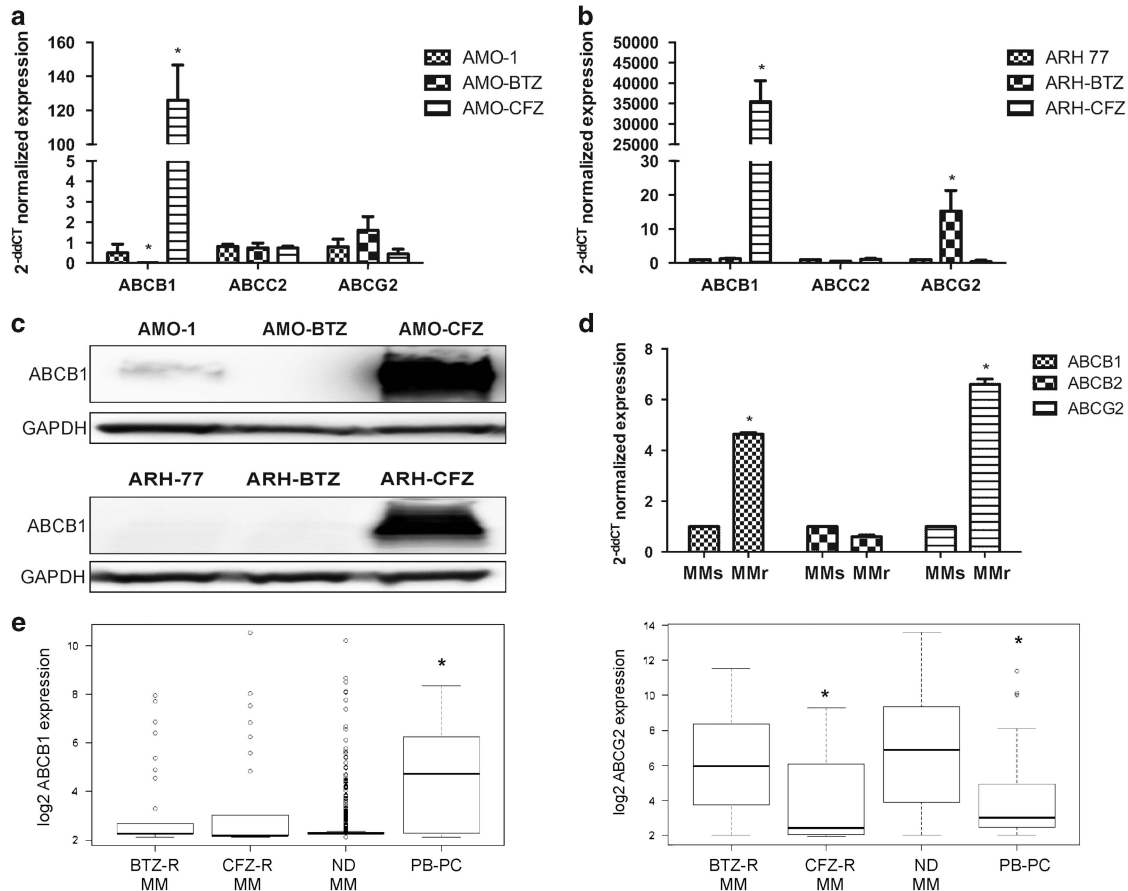 a
2-ddCT normalized expression
160
140
120
100
5
4
3
2
1
0
*
*
ABCB1 ABCC2 ABCG2
AMO-1
AMO-BTZ
AMO-CFZ
b
2-ddCT normalized expression
50000
45000
40000
35000
30000
25000
30
20
10
0
*
*
ABCB1 ABCC2 ABCG2
ARH 77
ARH-BTZ
ARH-CFZ
c
AMO-1 AMO-BTZ AMO-CFZ
ABCB1
GAPDH
ARH-77 ARH-BTZ ARH-CFZ
ABCB1
GAPDH
d
2-ddCT normalized expression
8
6
4
2
0
*
*
MMs MMr MMs MMr MMs MMr
ABCB1
ABCB2
ABCG2
e
log2 ABCB1 expression
10
8
6
4
2
*
BTZ-R CFZ-R ND PB-PC
MM MM MM
log2 ABCG2 expression
14
12
10
8
6
4
2
*
*
BTZ-R CFZ-R ND PB-PC
MM MM MM